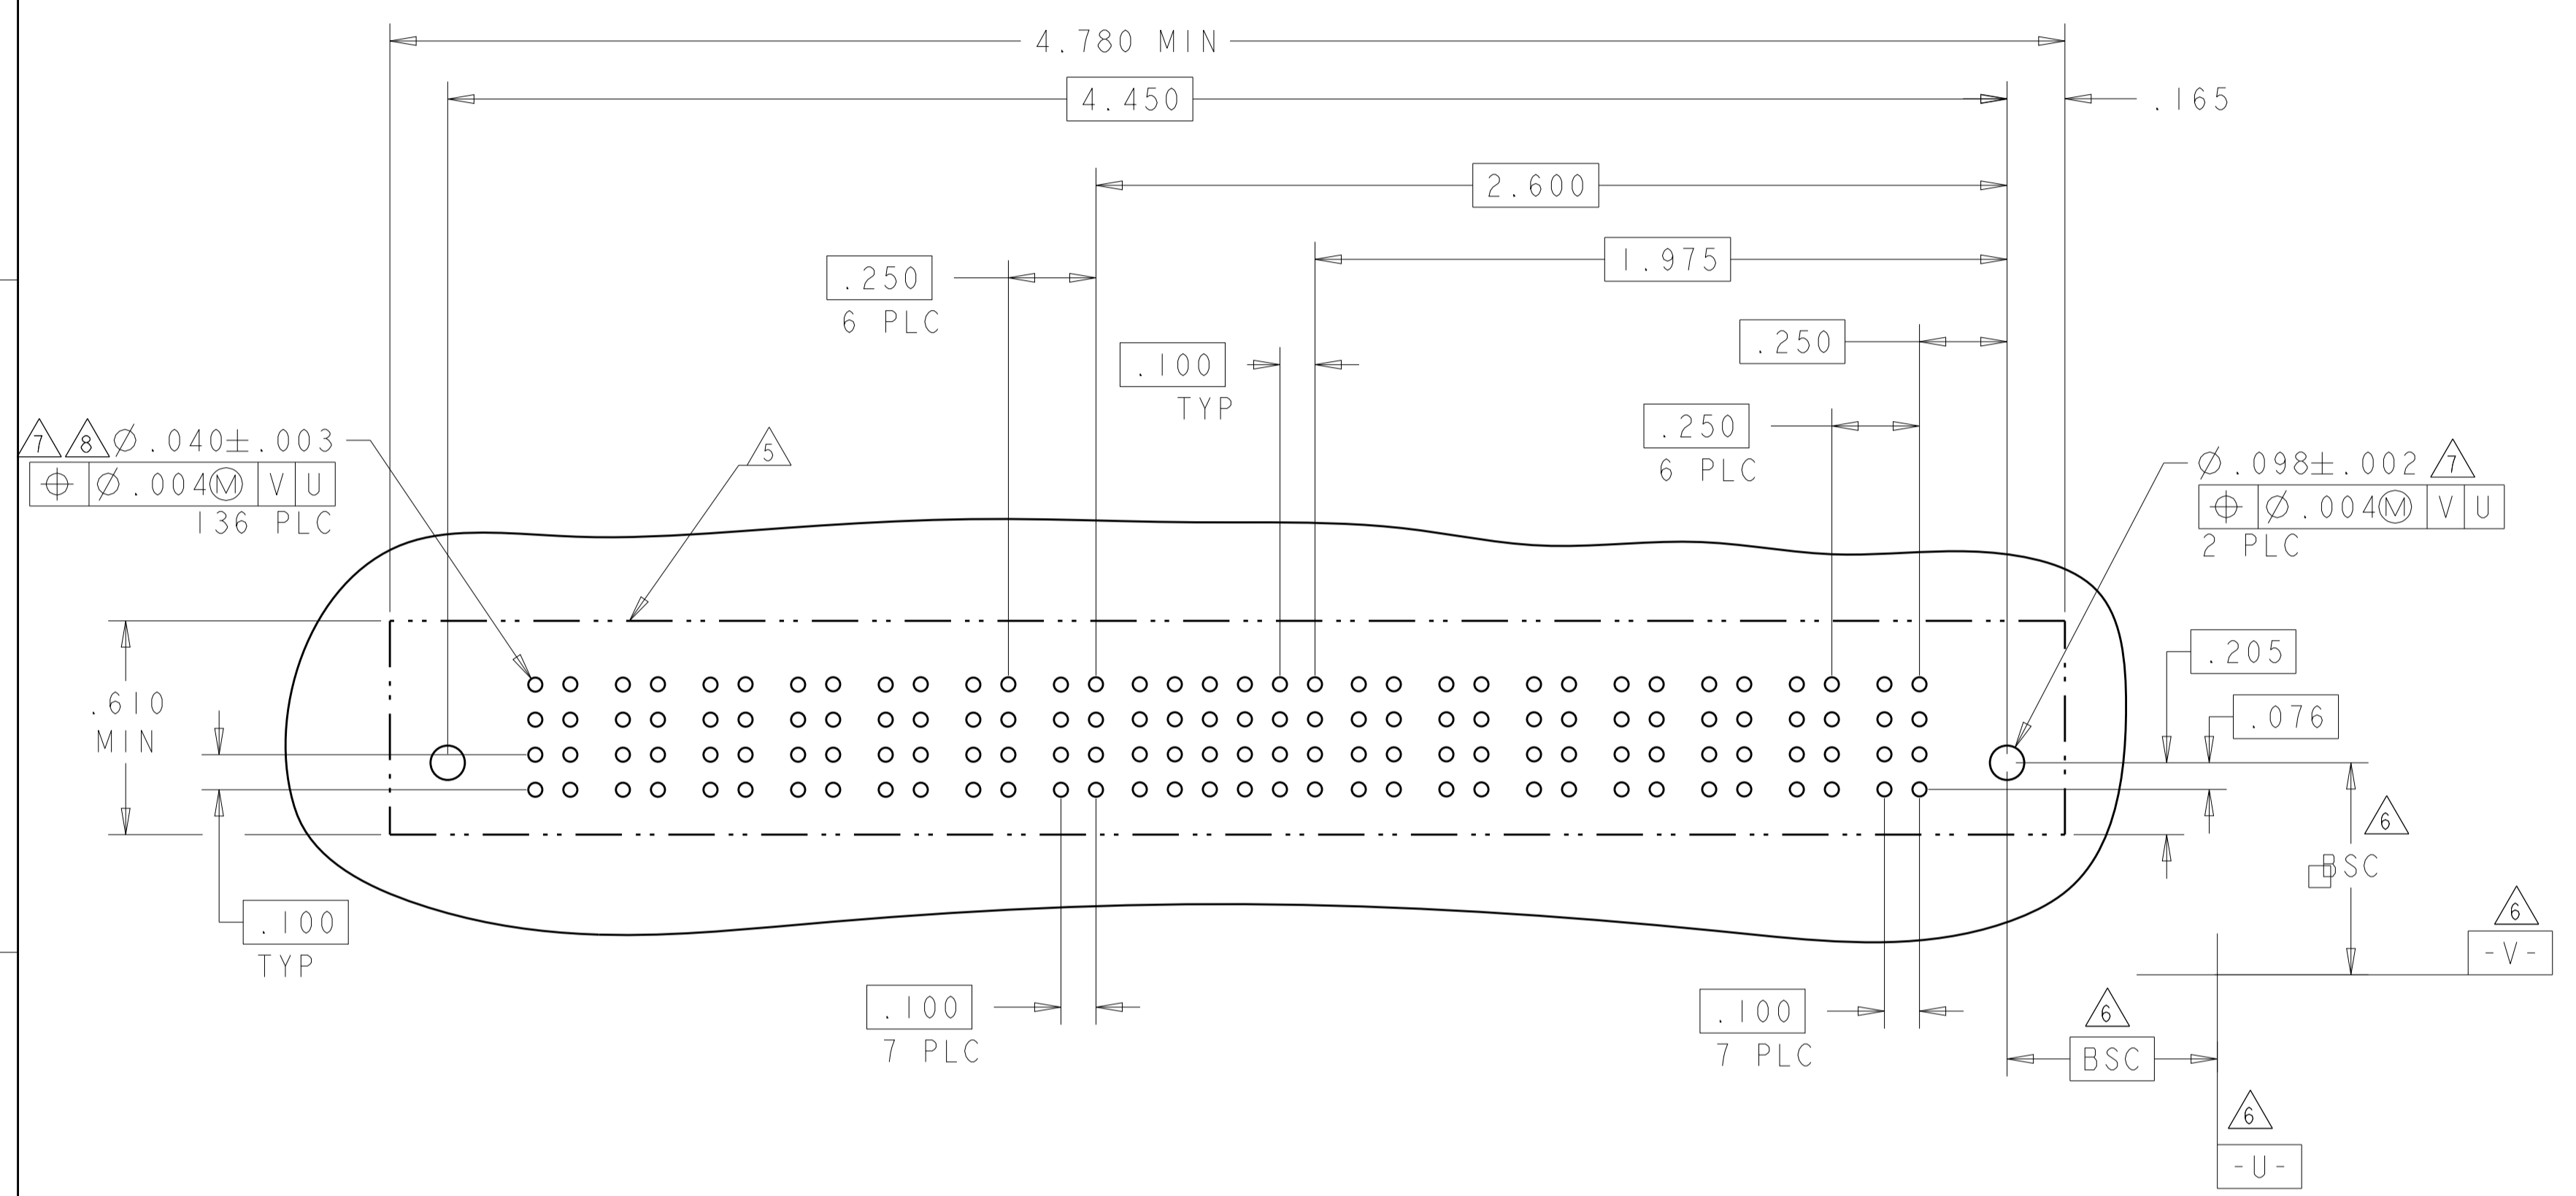 4.780 MIN
4.450
.165
2.600
1.975
.250
6 PLC
.250
.100
TYP
.250
6 PLC
7 8 Ø.040±.003
⌖ Ø.004Ⓜ V U
136 PLC
5
Ø.098±.002 7
⌖ Ø.004Ⓜ V U
2 PLC
.205
.076
.610
MIN
6
BSC
.100
TYP
6
-V-
.100
7 PLC
.100
7 PLC
6
BSC
6
-U-